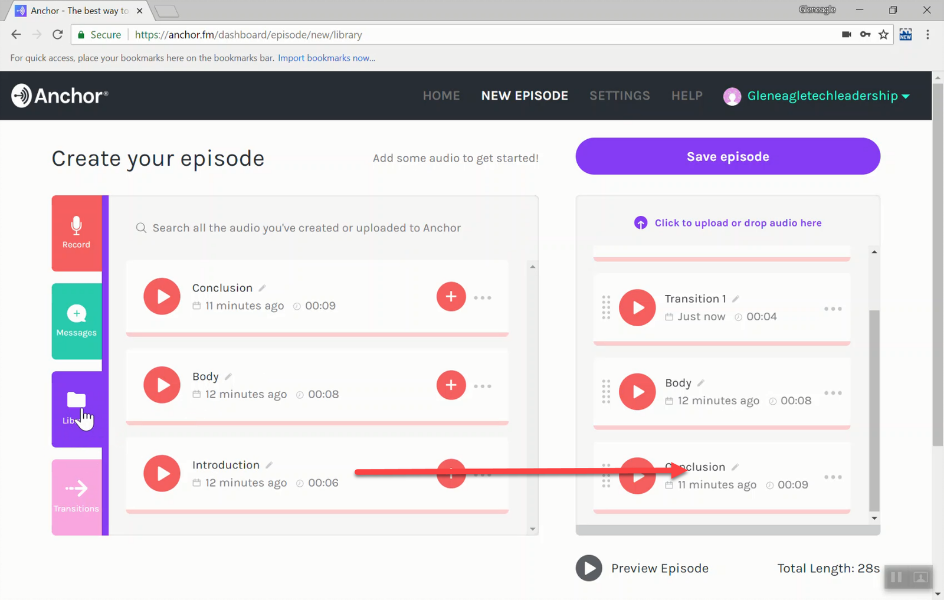 Anchor - The best way to
Gleneagle
Secure
https://anchor.fm/dashboard/episode/new/library
NEW
For quick access, place your bookmarks here on the bookmarks bar. Import bookmarks now...
Anchor
HOME
NEW EPISODE
SETTINGS
HELP
Gleneagletechleadership
Create your episode
Add some audio to get started!
Save episode
Record
Messages
Transitions
Search all the audio you've created or uploaded to Anchor
Conclusion
11 minutes ago 00:09
Body
12 minutes ago 00:08
Introduction
12 minutes ago 00:06
Click to upload or drop audio here
Transition 1
Just now 00:04
Body
12 minutes ago 00:08
Conclusion
11 minutes ago 00:09
Preview Episode
Total Length: 28s